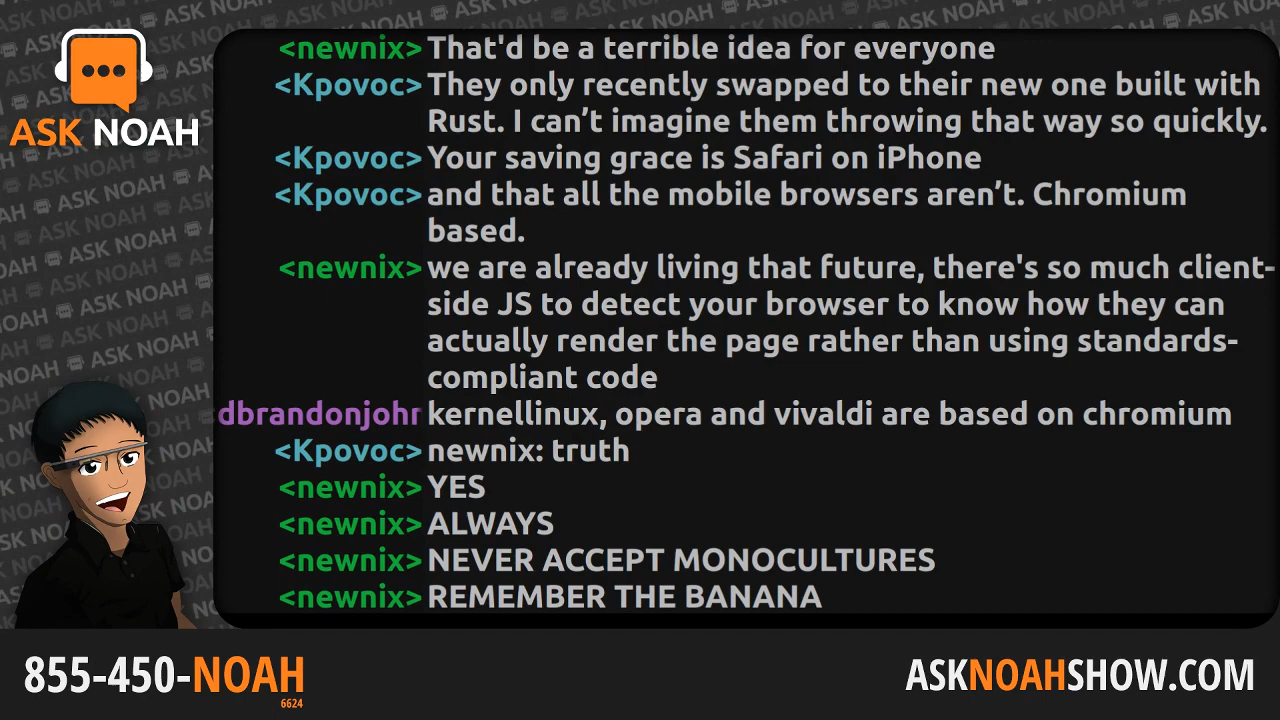 ASK NOAH
<newnix> That'd be a terrible idea for everyone
<Kpovoc> They only recently swapped to their new one built with
Rust. I can’t imagine them throwing that way so quickly.
<Kpovoc> Your saving grace is Safari on iPhone
<Kpovoc> and that all the mobile browsers aren’t. Chromium
based.
<newnix> we are already living that future, there's so much client-
side JS to detect your browser to know how they can
actually render the page rather than using standards-
compliant code
dbrandonjohr kernellinux, opera and vivaldi are based on chromium
<Kpovoc> newnix: truth
<newnix> YES
<newnix> ALWAYS
<newnix> NEVER ACCEPT MONOCULTURES
<newnix> REMEMBER THE BANANA
855-450-NOAH
6624
ASKNOAHSHOW.COM